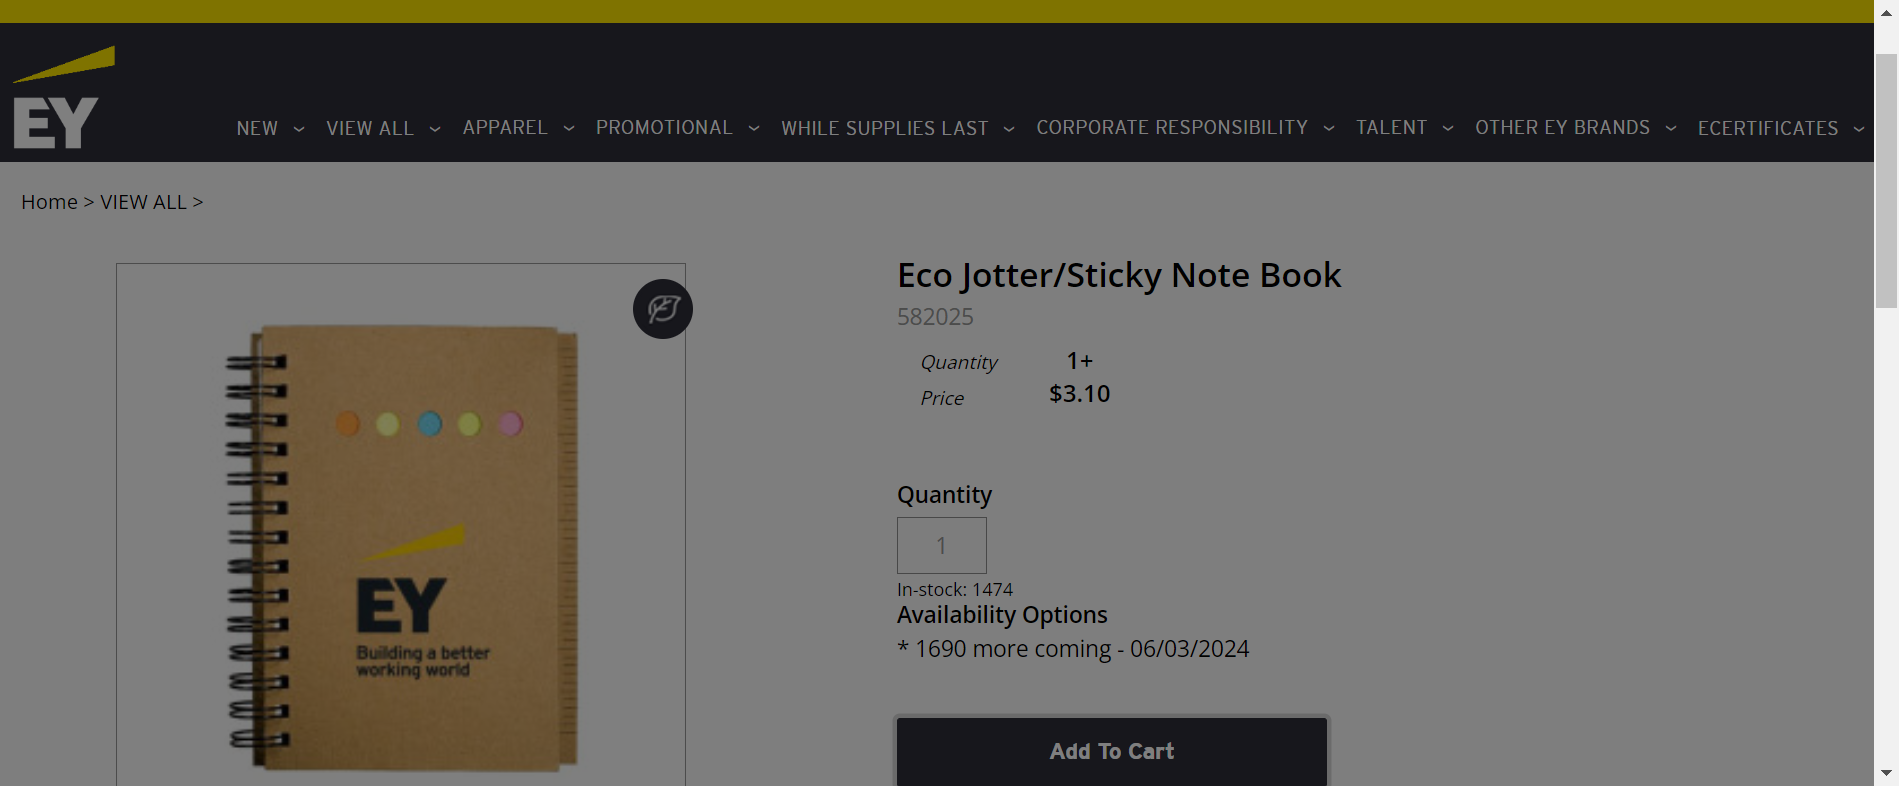 EY
NEW
VIEW ALL
APPAREL
PROMOTIONAL
WHILE SUPPLIES LAST
CORPORATE RESPONSIBILITY
TALENT
OTHER EY BRANDS
ECERTIFICATES
Home > VIEW ALL >
EY
Building a better
working world
Eco Jotter/Sticky Note Book
582025
Quantity 1+
Price $3.10
Quantity
1
In-stock: 1474
Availability Options
* 1690 more coming - 06/03/2024
Add To Cart